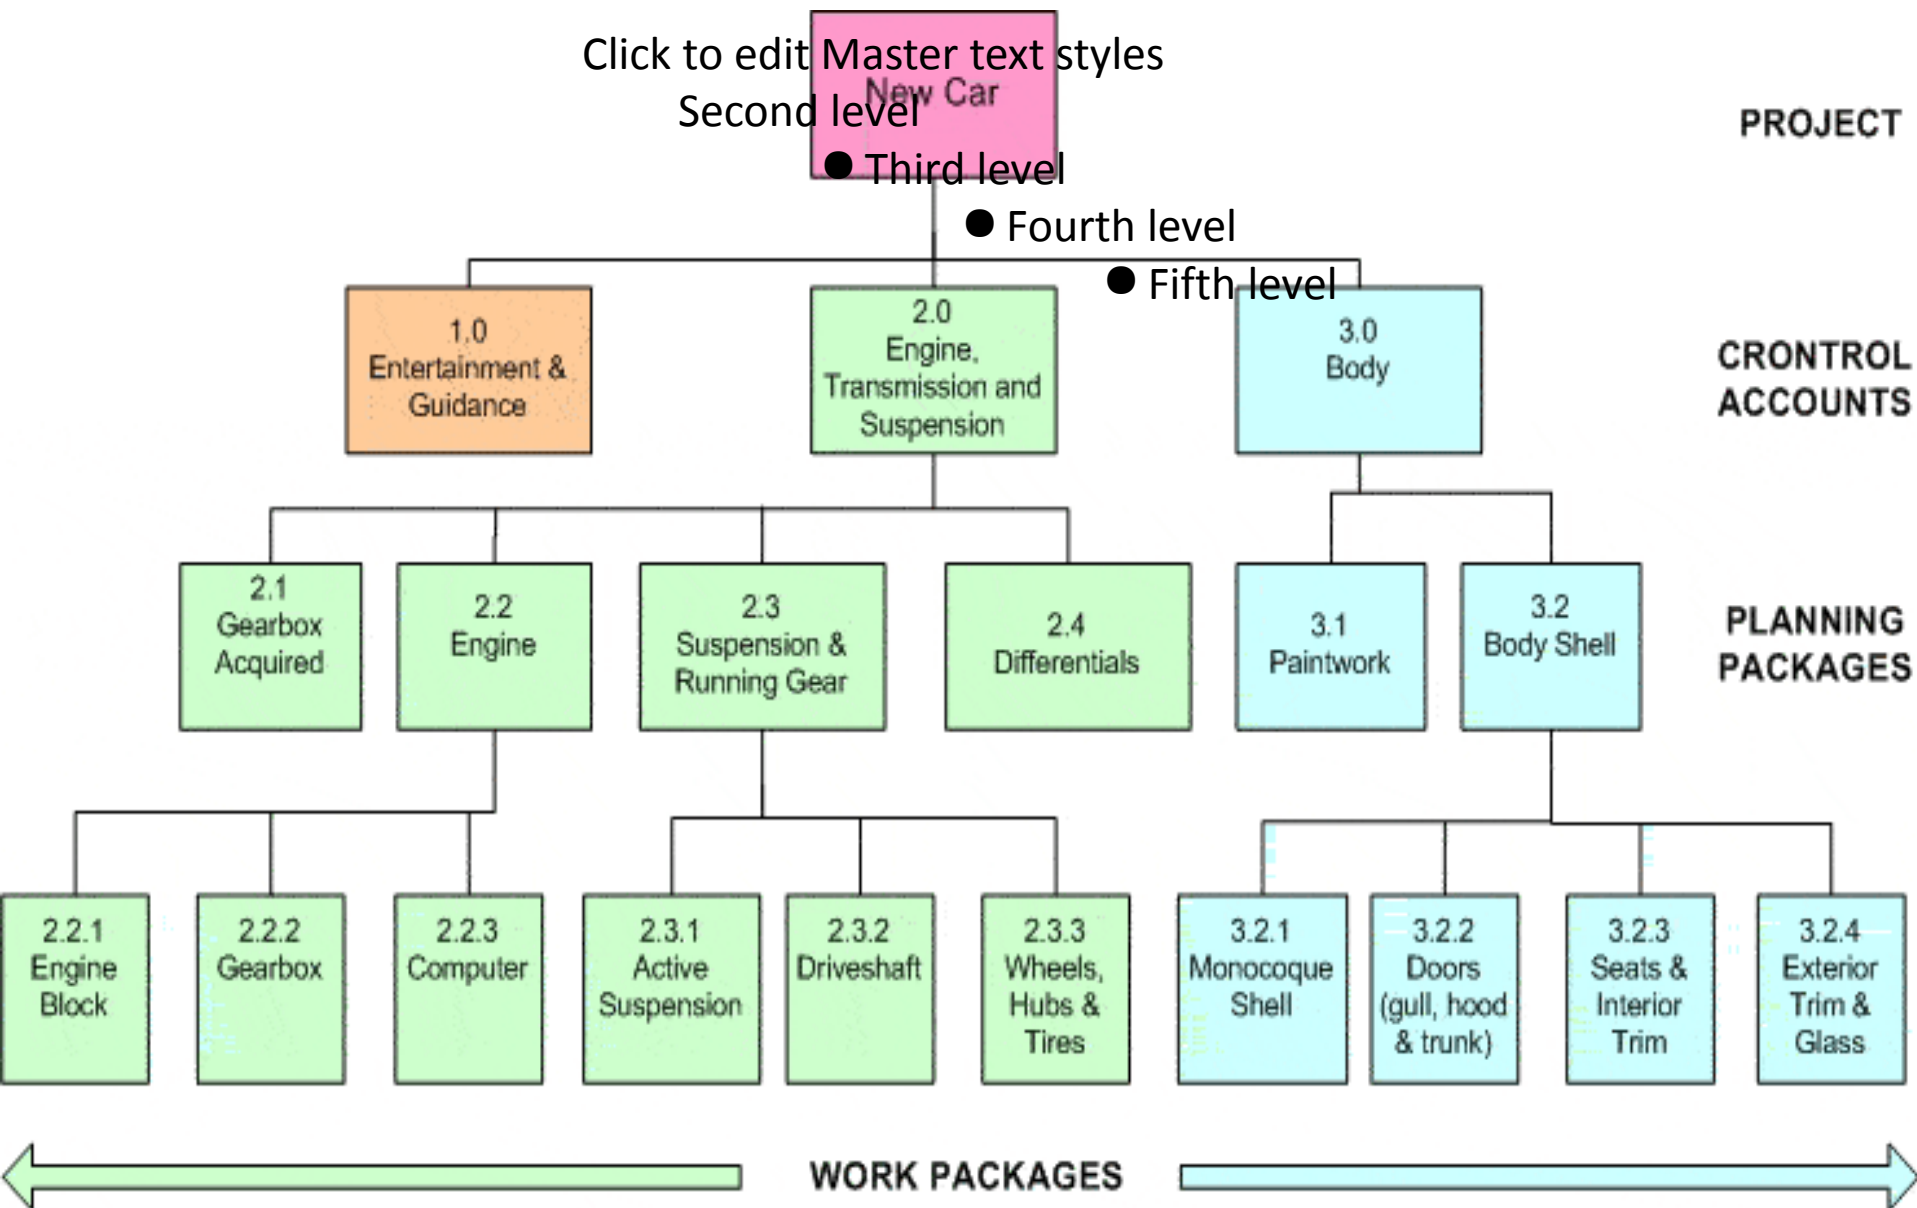 Click to edit Master text styles
New Car
Second level
● Third level
● Fourth level
● Fifth level
PROJECT
1.0
Entertainment &
Guidance
2.0
Engine,
Transmission and
Suspension
3.0
Body
CRONTROL
ACCOUNTS
2.1
Gearbox
Acquired
2.2
Engine
2.3
Suspension &
Running Gear
2.4
Differentials
3.1
Paintwork
3.2
Body Shell
PLANNING
PACKAGES
2.2.1
Engine
Block
2.2.2
Gearbox
2.2.3
Computer
2.3.1
Active
Suspension
2.3.2
Driveshaft
2.3.3
Wheels,
Hubs &
Tires
3.2.1
Monocoque
Shell
3.2.2
Doors
(gull, hood
& trunk)
3.2.3
Seats &
Interior
Trim
3.2.4
Exterior
Trim &
Glass
WORK PACKAGES